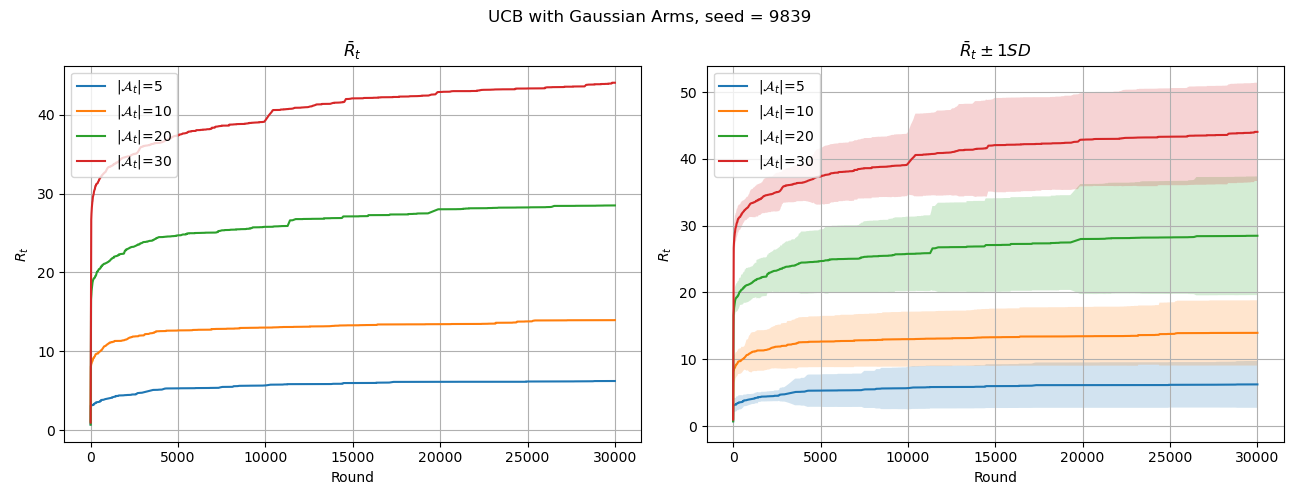 UCB with Gaussian Arms, seed = 9839
R̄ₜ
Rₜ
40
30
20
10
0
|𝒜ₜ|=5
|𝒜ₜ|=10
|𝒜ₜ|=20
|𝒜ₜ|=30
0 5000 10000 15000 20000 25000 30000
Round
R̄ₜ ± 1SD
Rₜ
50
40
30
20
10
0
|𝒜ₜ|=5
|𝒜ₜ|=10
|𝒜ₜ|=20
|𝒜ₜ|=30
0 5000 10000 15000 20000 25000 30000
Round